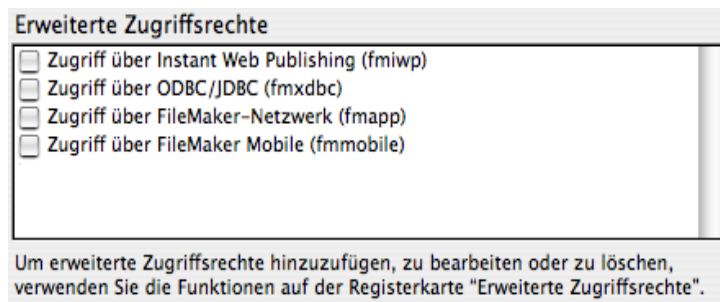 Erweiterte Zugriffsrechte
Zugriff über Instant Web Publishing (fmiwp)
Zugriff über ODBC/JDBC (fmxdbc)
Zugriff über FileMaker-Netzwerk (fmapp)
Zugriff über FileMaker Mobile (fmmobile)
Um erweiterte Zugriffsrechte hinzuzufügen, zu bearbeiten oder zu löschen,
verwenden Sie die Funktionen auf der Registerkarte “Erweiterte Zugriffsrechte”.